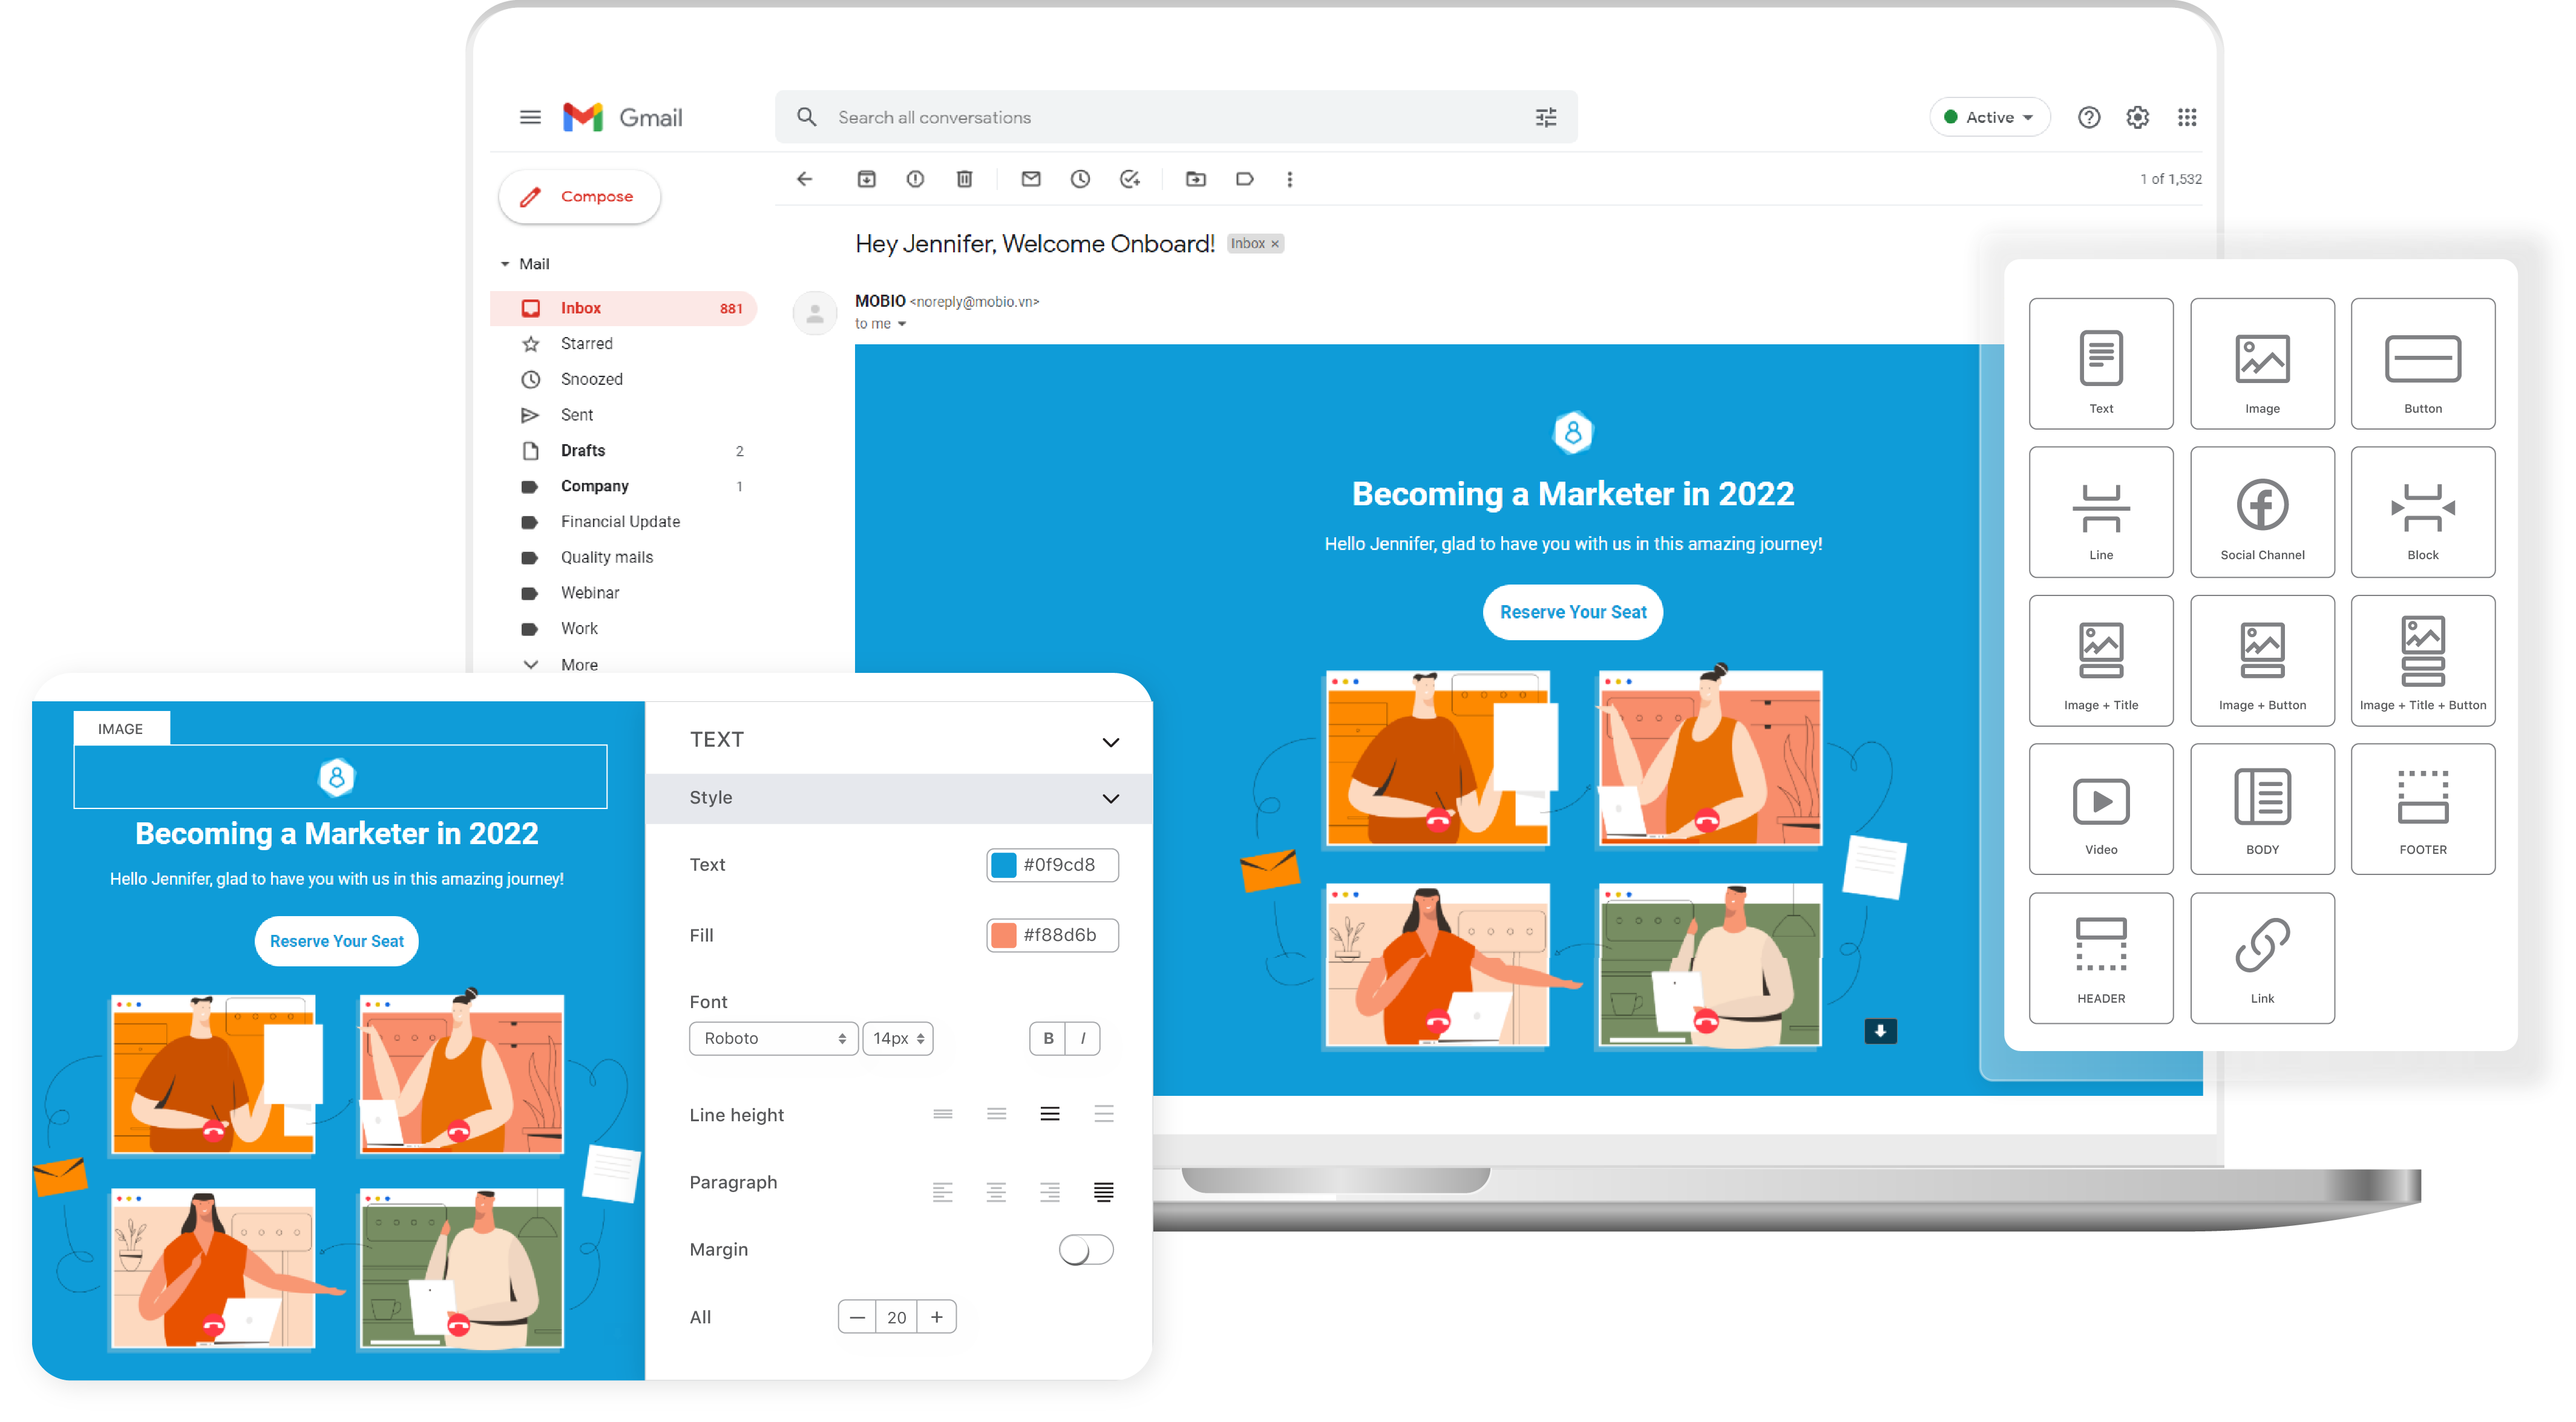 Gmail
Search all conversations
Active
Compose
1 of 1,532
Mail
Inbox 881
Starred
Snoozed
Sent
Drafts 2
Company 1
Financial Update
Quality mails
Webinar
Work
More
Hey Jennifer, Welcome Onboard! Inbox ×
MOBIO <noreply@mobio.vn>
to me
Becoming a Marketer in 2022
Hello Jennifer, glad to have you with us in this amazing journey!
Reserve Your Seat
Text Image Button
Line Social Channel Block
Image + Title Image + Button Image + Title + Button
Video BODY FOOTER
HEADER Link
IMAGE
Becoming a Marketer in 2022
Hello Jennifer, glad to have you with us in this amazing journey!
Reserve Your Seat
TEXT
Style
Text #0f9cd8
Fill #f88d6b
Font
Roboto 14px B I
Line height
Paragraph
Margin
All — 20 +